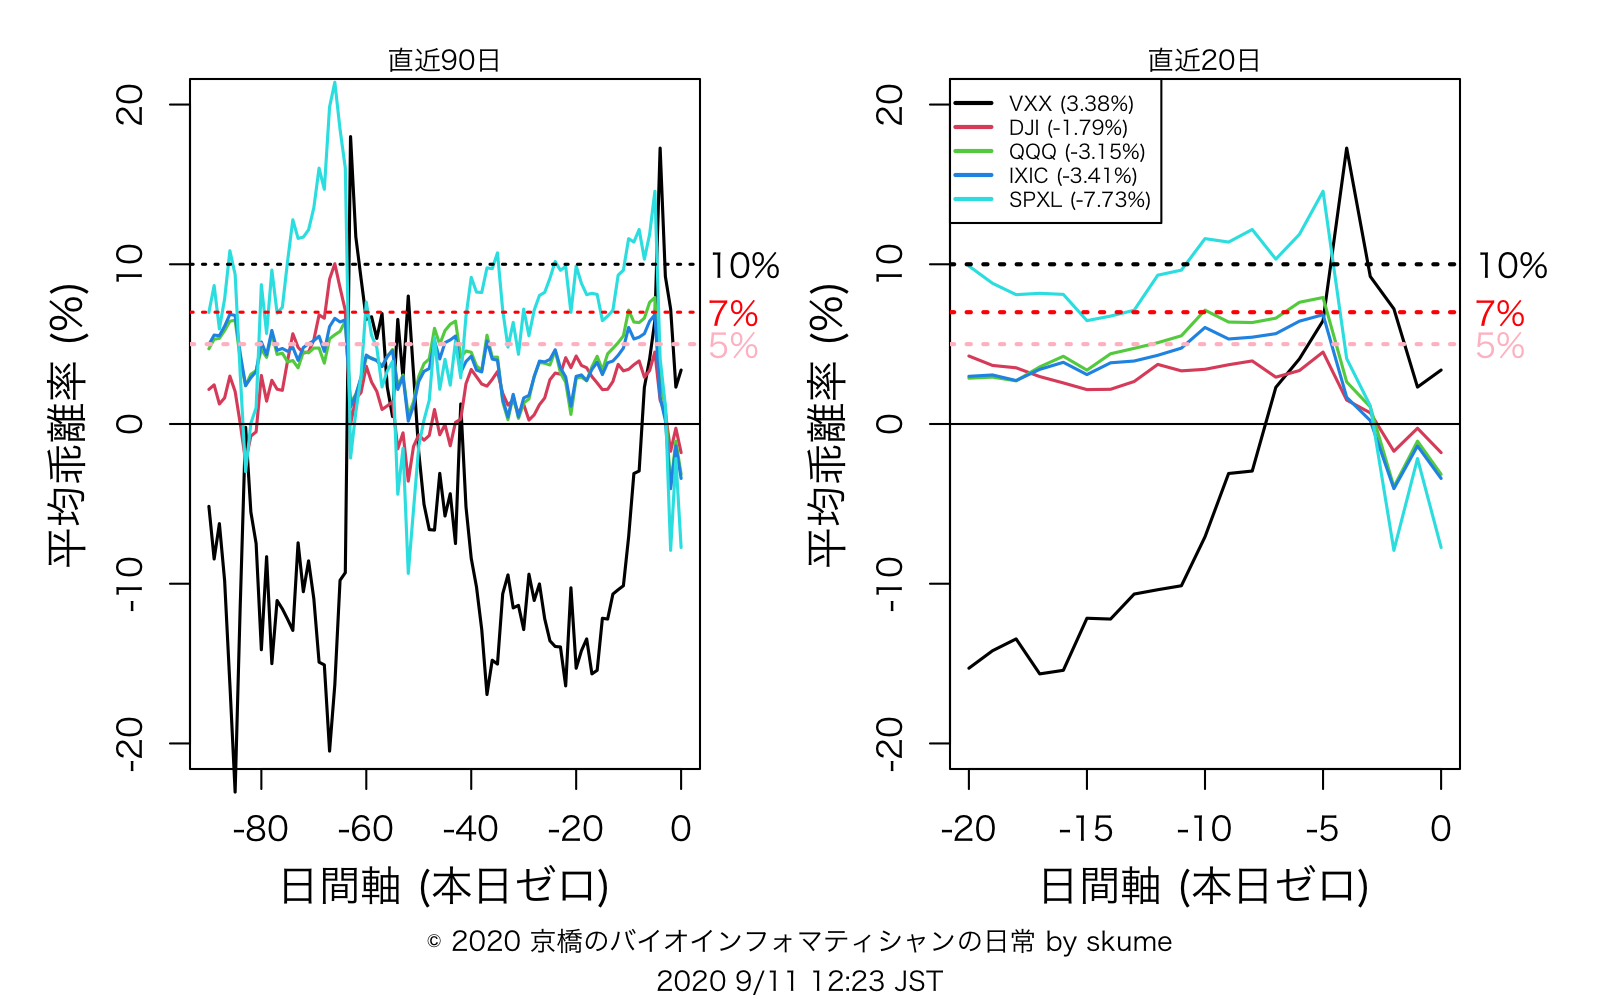 直近90日
平均乖離率 (%)
20
10
0
-10
-20
10%
7%
5%
-80 -60 -40 -20 0
日間軸 (本日ゼロ)
直近20日
平均乖離率 (%)
20
10
0
-10
-20
VXX (3.38%)
DJI (-1.79%)
QQQ (-3.15%)
IXIC (-3.41%)
SPXL (-7.73%)
10%
7%
5%
-20 -15 -10 -5 0
日間軸 (本日ゼロ)
© 2020 京橋のバイオインフォマティシャンの日常 by skume
2020 9/11 12:23 JST